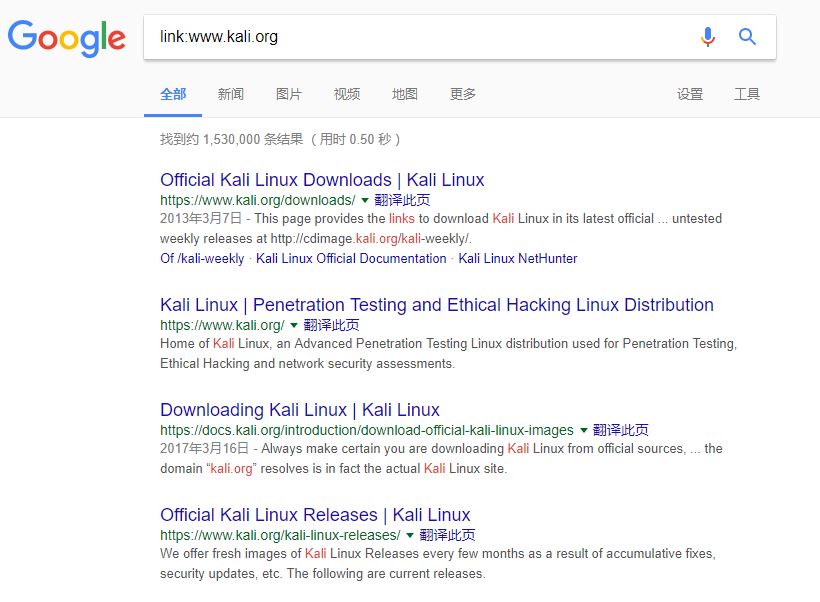 Google
link:www.kali.org
全部 新闻 图片 视频 地图 更多 设置 工具
找到约 1,530,000 条结果 （用时 0.50 秒）
Official Kali Linux Downloads | Kali Linux
https://www.kali.org/downloads/ ▼ 翻译此页
2013年3月7日 - This page provides the links to download Kali Linux in its latest official ... untested
weekly releases at http://cdimage.kali.org/kali-weekly/.
Of /kali-weekly · Kali Linux Official Documentation · Kali Linux NetHunter
Kali Linux | Penetration Testing and Ethical Hacking Linux Distribution
https://www.kali.org/ ▼ 翻译此页
Home of Kali Linux, an Advanced Penetration Testing Linux distribution used for Penetration Testing,
Ethical Hacking and network security assessments.
Downloading Kali Linux | Kali Linux
https://docs.kali.org/introduction/download-official-kali-linux-images ▼ 翻译此页
2017年3月16日 - Always make certain you are downloading Kali Linux from official sources, ... the
domain “kali.org” resolves is in fact the actual Kali Linux site.
Official Kali Linux Releases | Kali Linux
https://www.kali.org/kali-linux-releases/ ▼ 翻译此页
We offer fresh images of Kali Linux Releases every few months as a result of accumulative fixes,
security updates, etc. The following are current releases.